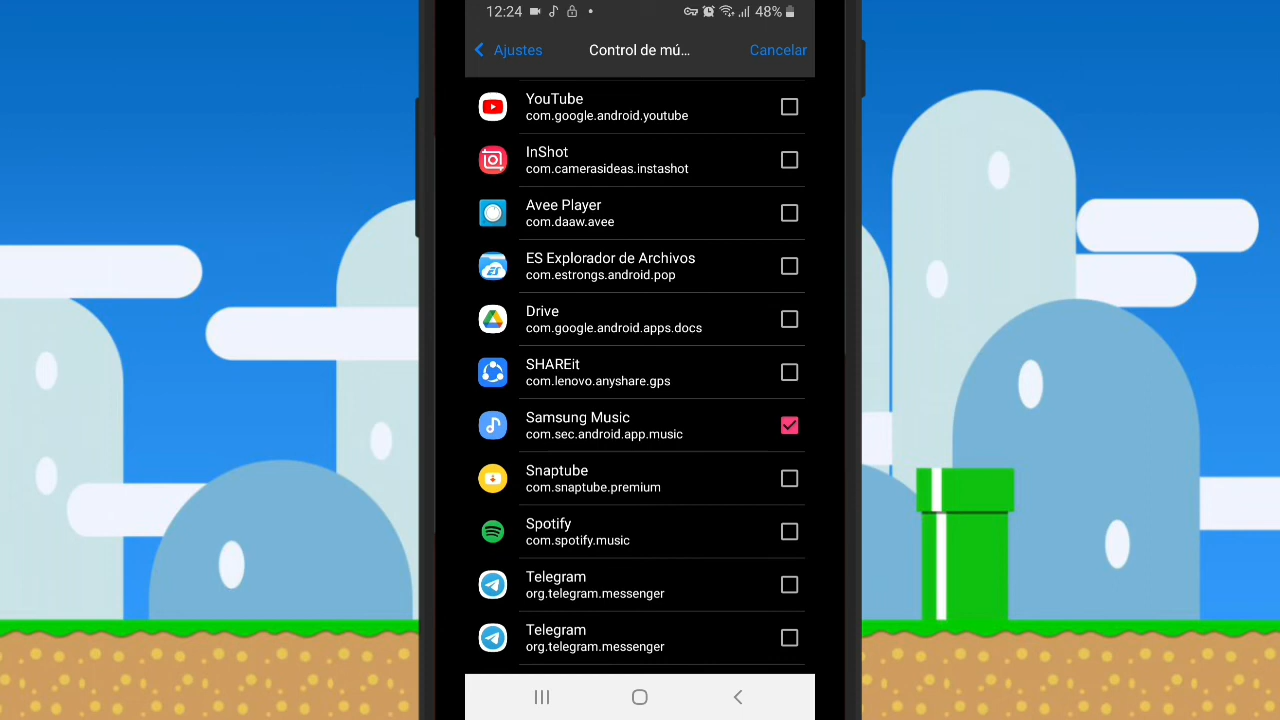 12:24 48%
Ajustes Control de mú... Cancelar
YouTube
com.google.android.youtube
InShot
com.camerasideas.instashot
Avee Player
com.daaw.avee
ES Explorador de Archivos
com.estrongs.android.pop
Drive
com.google.android.apps.docs
SHAREit
com.lenovo.anyshare.gps
Samsung Music
com.sec.android.app.music
Snaptube
com.snaptube.premium
Spotify
com.spotify.music
Telegram
org.telegram.messenger
Telegram
org.telegram.messenger